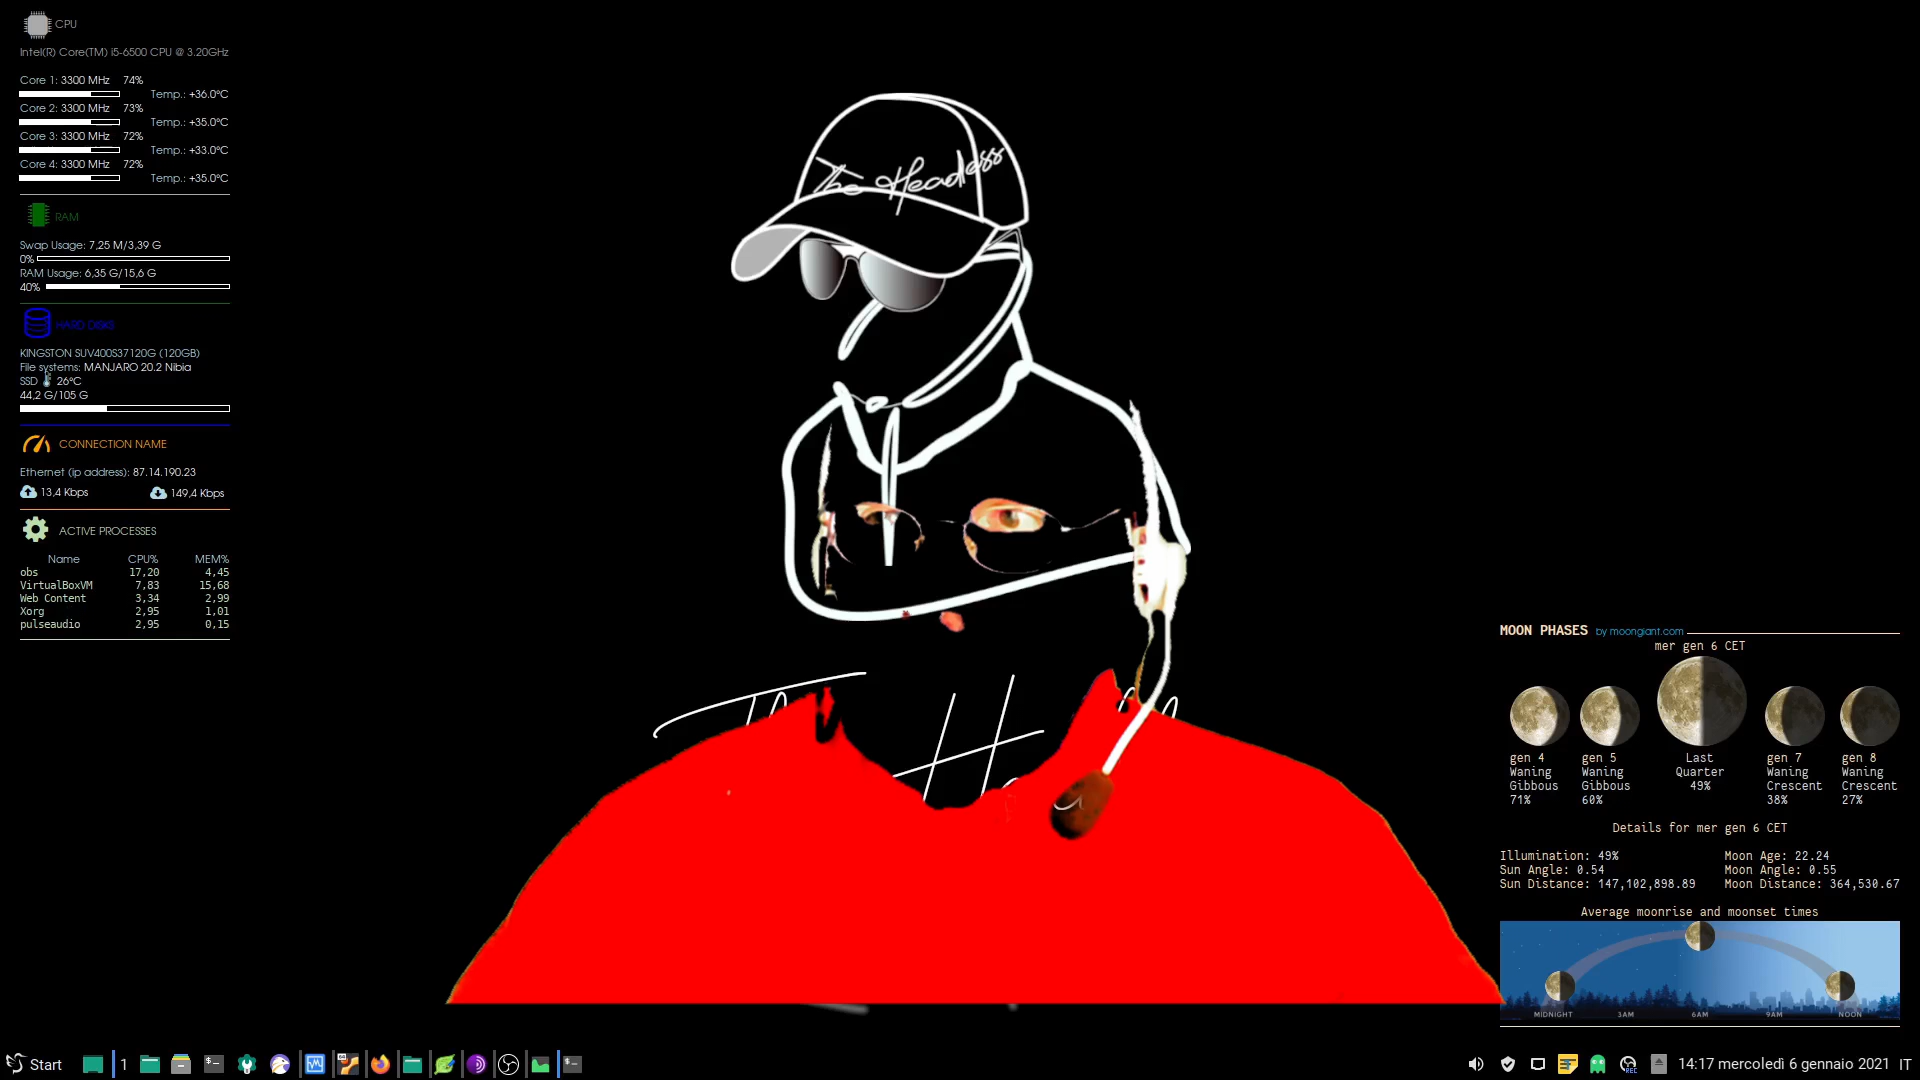 CPU
Intel(R) Core(TM) i5-6500 CPU @ 3.20GHz
Core 1: 3300 MHz 74%
Temp.: +36.0°C
Core 2: 3300 MHz 73%
Temp.: +35.0°C
Core 3: 3300 MHz 72%
Temp.: +33.0°C
Core 4: 3300 MHz 72%
Temp.: +35.0°C
RAM
Swap Usage: 7,25 M/3,39 G
0%
RAM Usage: 6,35 G/15,6 G
40%
HARD DISKS
KINGSTON SUV400S37120G (120GB)
File systems: MANJARO 20.2 Nibia
SSD 26°C
44,2 G/105 G
CONNECTION NAME
Ethernet (ip address): 87.14.190.23
13,4 Kbps 149,4 Kbps
ACTIVE PROCESSES
Name CPU% MEM%
obs 17,20 4,45
VirtualBoxVM 7,83 15,68
Web Content 3,34 2,99
Xorg 2,95 1,01
pulseaudio 2,95 0,15
The Headless
MOON PHASES by moongiant.com
mer gen 6 CET
gen 4 Waning Gibbous 71%
gen 5 Waning Gibbous 60%
Last Quarter 49%
gen 7 Waning Crescent 38%
gen 8 Waning Crescent 27%
Details for mer gen 6 CET
Illumination: 49% Moon Age: 22.24
Sun Angle: 0.54 Moon Angle: 0.55
Sun Distance: 147,102,898.89 Moon Distance: 364,530.67
Average moonrise and moonset times
MIDNIGHT 3AM 6AM 9AM NOON
Start 1 14:17 mercoledì 6 gennaio 2021 IT